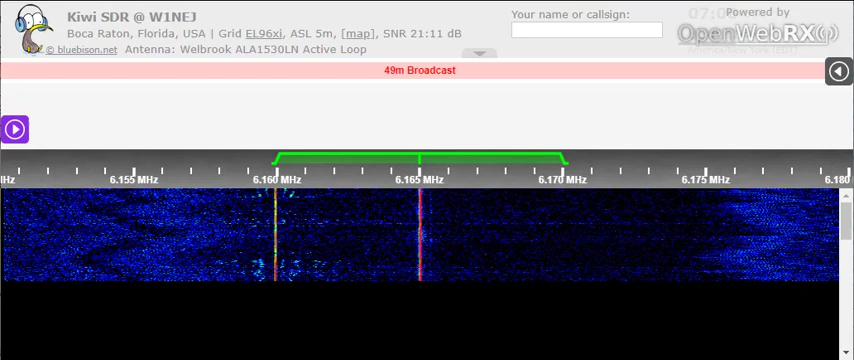 Kiwi SDR @ W1NEJ
Boca Raton, Florida, USA | Grid EL96xi, ASL 5m, [map], SNR 21:11 dB
© bluebison.net Antenna: Welbrook ALA1530LN Active Loop
Your name or callsign:
Powered by
OpenWebRX
49m Broadcast
6.155 MHz
6.160 MHz
6.165 MHz
6.170 MHz
6.175 MHz
6.180